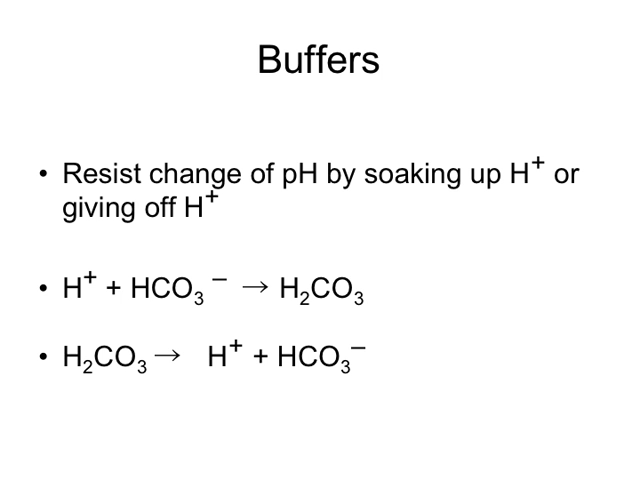 Buffers
• Resist change of pH by soaking up H⁺ or
giving off H⁺
• H⁺ + HCO₃⁻ → H₂CO₃
• H₂CO₃ → H⁺ + HCO₃⁻